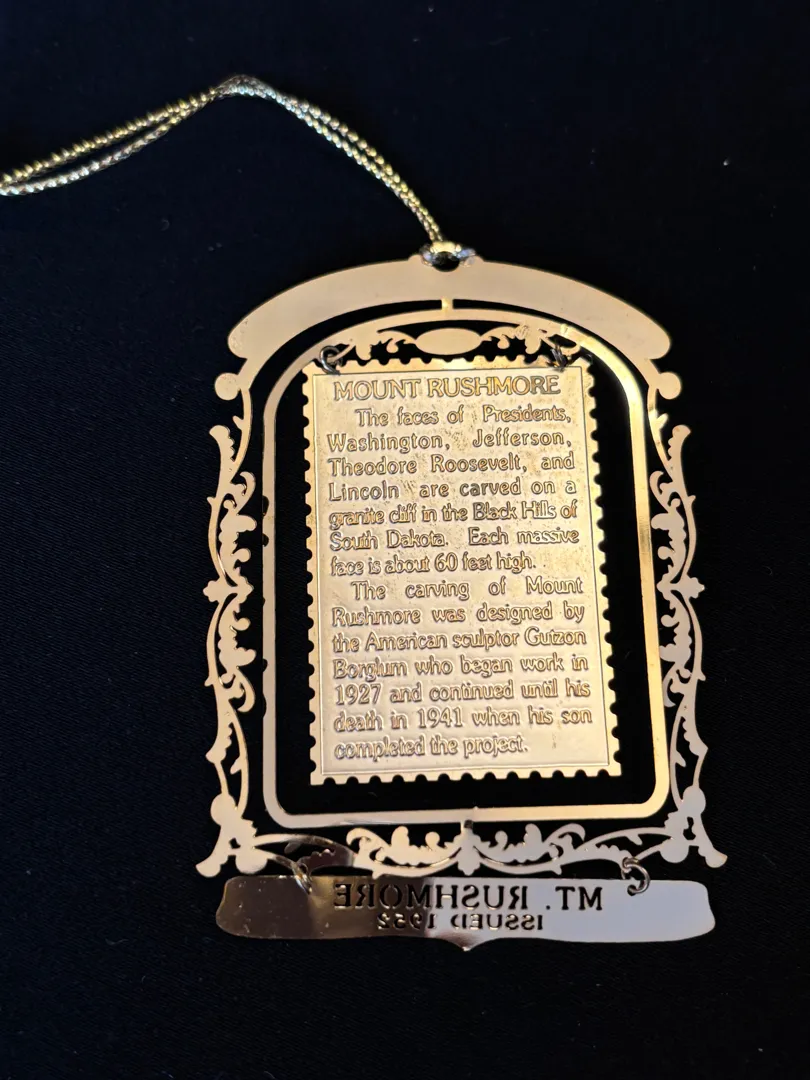 MOUNT RUSHMORE
The faces of Presidents,
Washington, Jefferson,
Theodore Roosevelt, and
Lincoln are carved on a
granite cliff in the Black Hills of
South Dakota. Each massive
face is about 60 feet high.
The carving of Mount
Rushmore was designed by
the American sculptor Gutzon
Borglum who began work in
1927 and continued until his
death in 1941 when his son
completed the project.
MT. RUSHMORE
ISSUED 1952